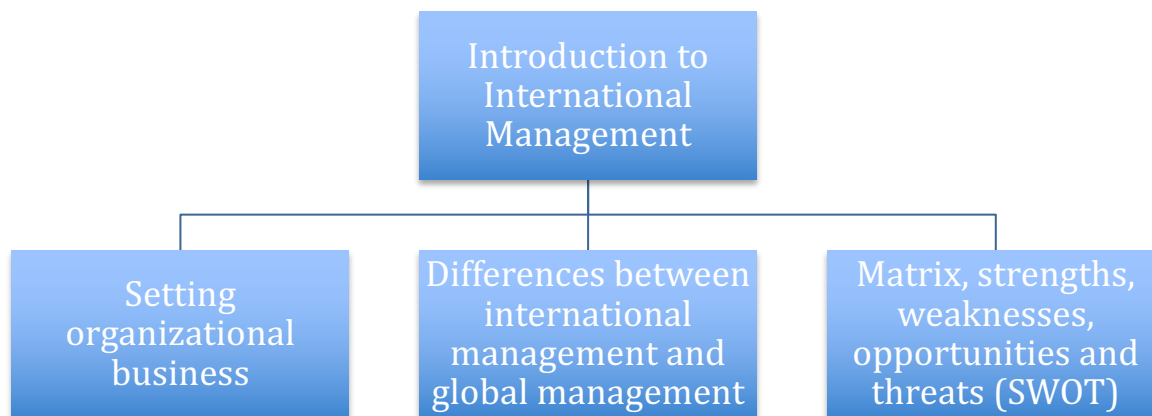 Introduction to
International
Management
Setting
organizational
business
Differences between
international
management and
global management
Matrix, strengths,
weaknesses,
opportunities and
threats (SWOT)